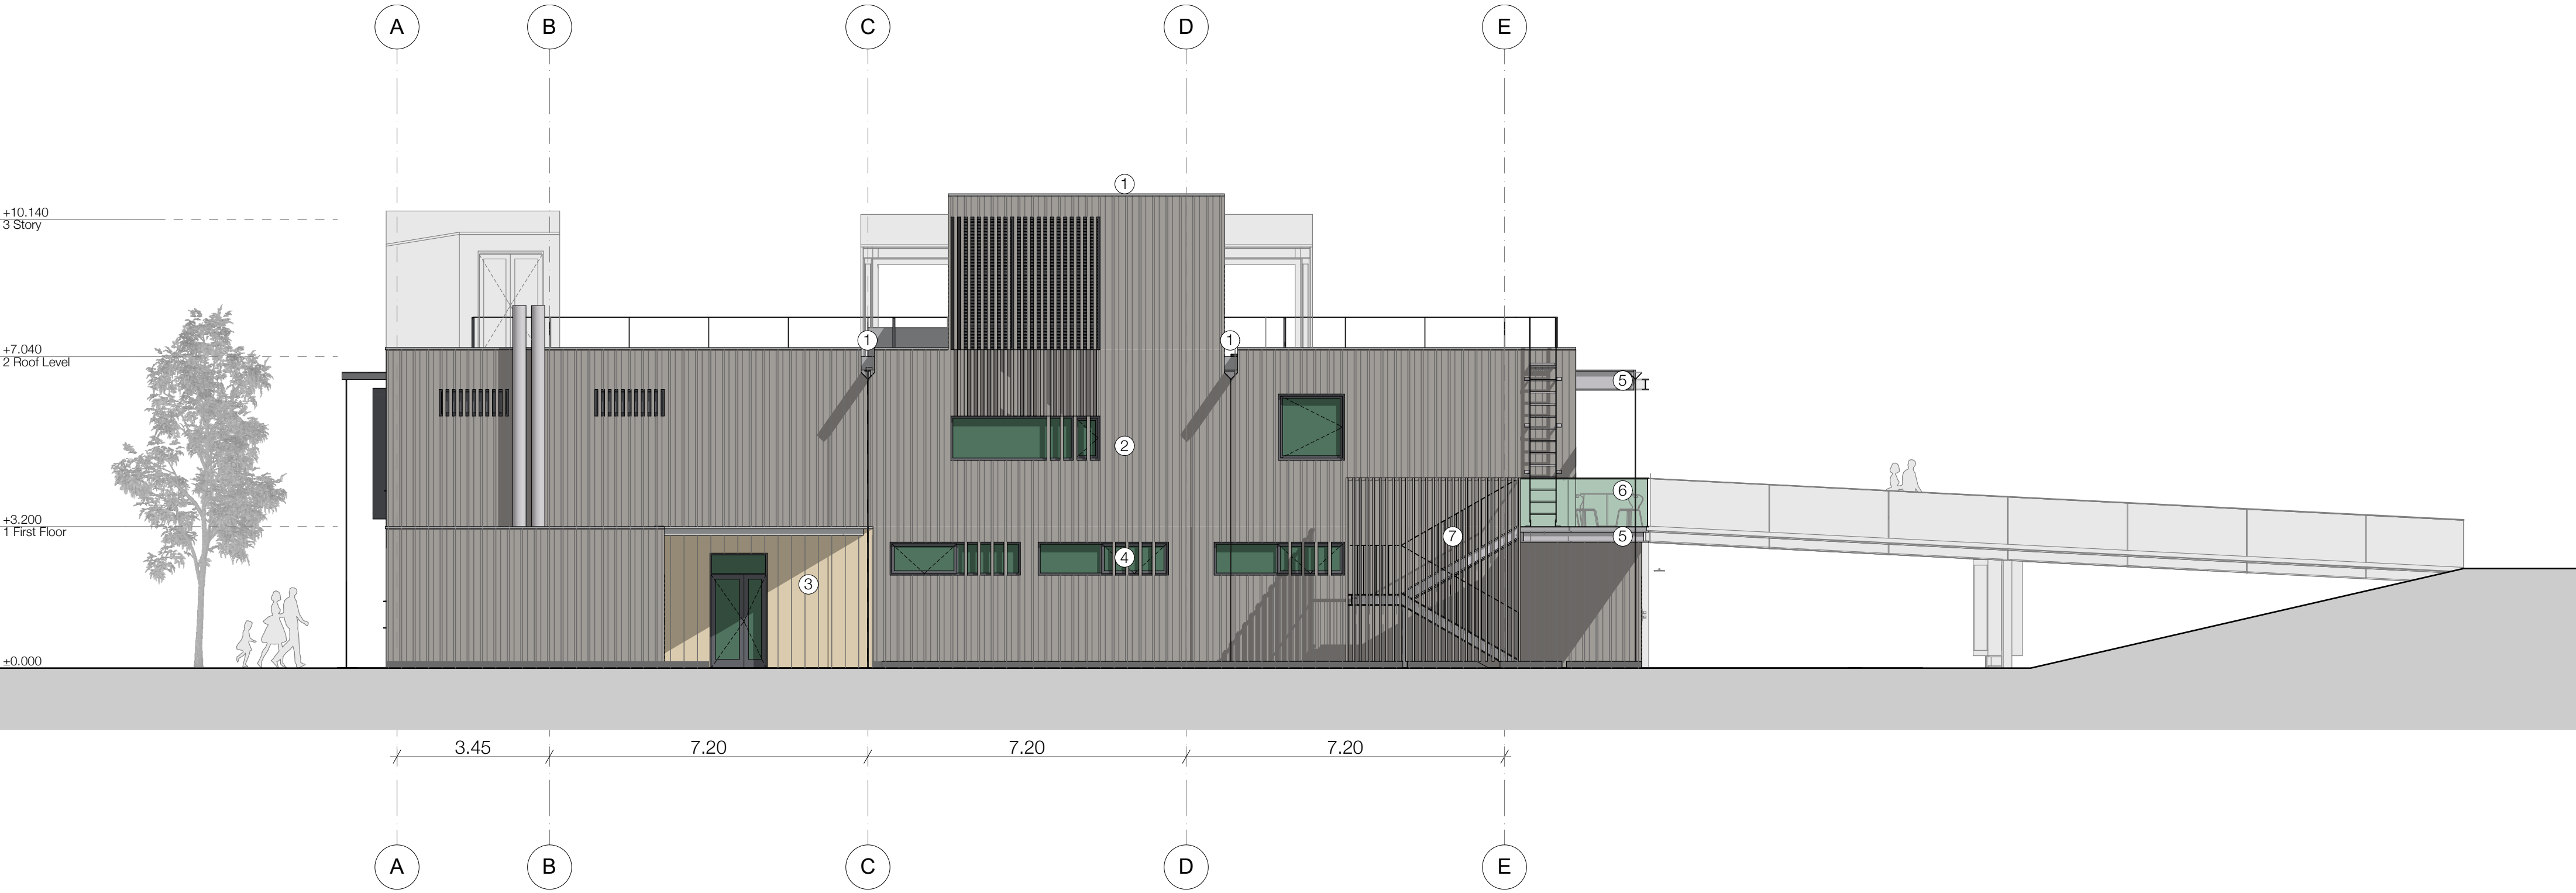 A B C D E
1
+10.140
3 Story
1 1
+7.040
2 Roof Level
5
2
6
+3.200
1 First Floor
7 5
4
3
±0.000
3.45 7.20 7.20 7.20
A B C D E